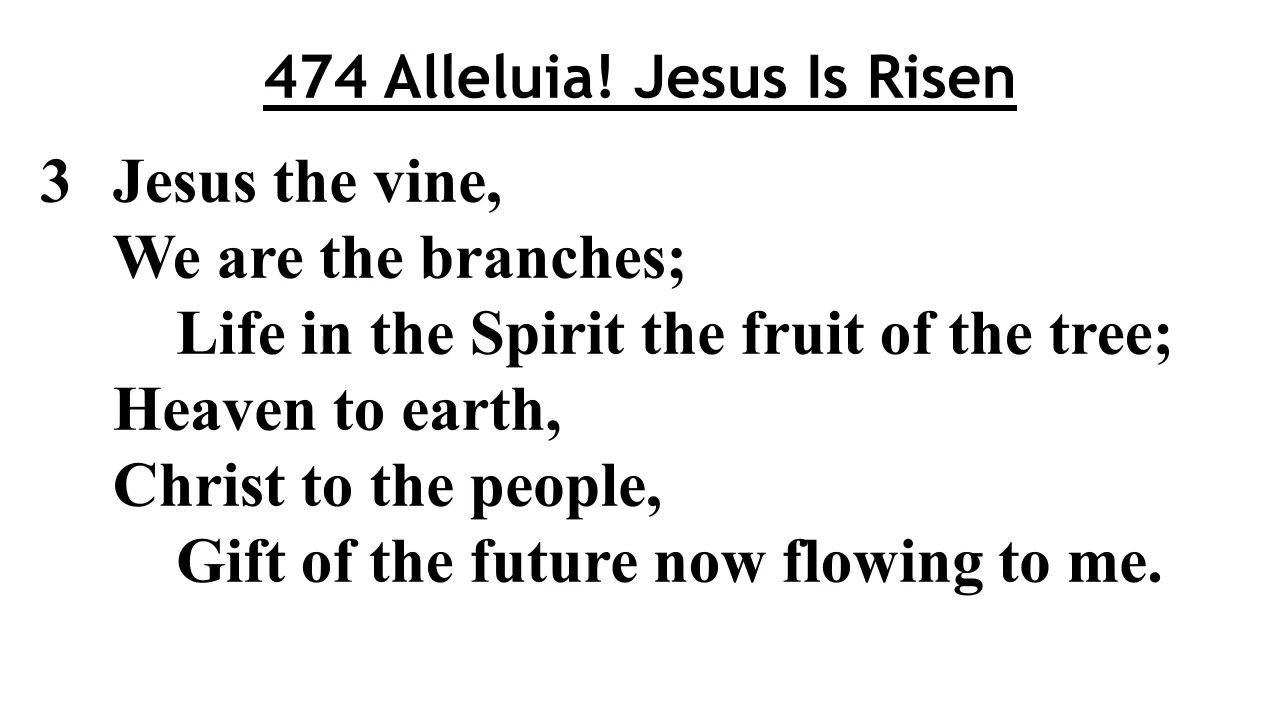 474 Alleluia! Jesus Is Risen
3 Jesus the vine,
We are the branches;
Life in the Spirit the fruit of the tree;
Heaven to earth,
Christ to the people,
Gift of the future now flowing to me.